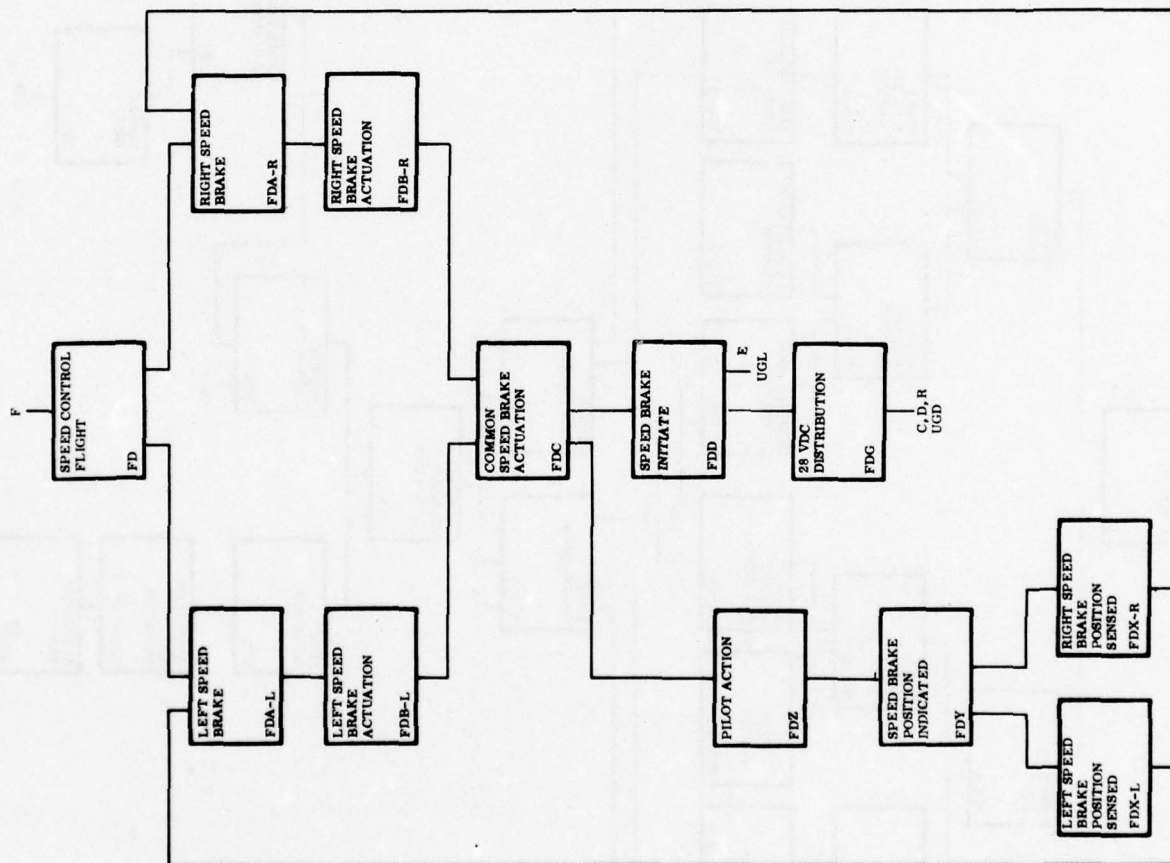 F
SPEED CONTROL
FLIGHT
FD
LEFT SPEED
BRAKE
FDA-L
RIGHT SPEED
BRAKE
FDA-R
LEFT SPEED
BRAKE
ACTUATION
FDB-L
RIGHT SPEED
BRAKE
ACTUATION
FDB-R
COMMON
SPEED BRAKE
ACTUATION
FDC
SPEED BRAKE
INITIATE
FDD
E
UGL
PILOT ACTION
FDZ
28 VDC
DISTRIBUTION
FDG
C,D,R
UGD
SPEED BRAKE
POSITION
INDICATED
FDY
LEFT SPEED
BRAKE
POSITION
SENSED
FDX-L
RIGHT SPEED
BRAKE
POSITION
SENSED
FDX-R